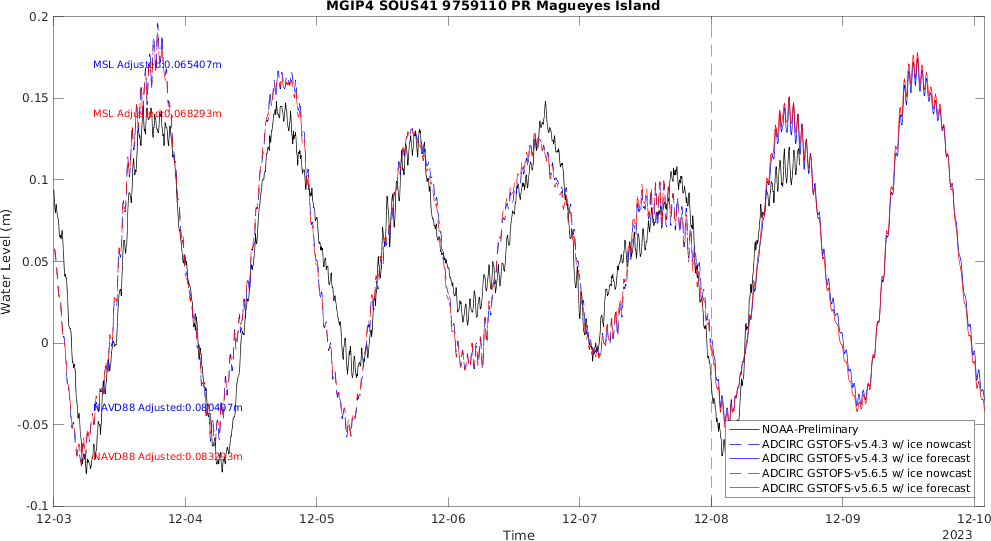 MGIP4 SOUS41 9759110 PR Magueyes Island
0.2
MSL Adjusted:0.065407m
0.15
MSL Adjusted:0.068293m
0.1
Water Level (m)
0.05
0
NAVD88 Adjusted:0.080407m
-0.05
NAVD88 Adjusted:0.083293m
-0.1
NOAA-Preliminary
ADCIRC GSTOFS-v5.4.3 w/ ice nowcast
ADCIRC GSTOFS-v5.4.3 w/ ice forecast
ADCIRC GSTOFS-v5.6.5 w/ ice nowcast
ADCIRC GSTOFS-v5.6.5 w/ ice forecast
12-03 12-04 12-05 12-06 12-07 12-08 12-09 12-10
Time
2023